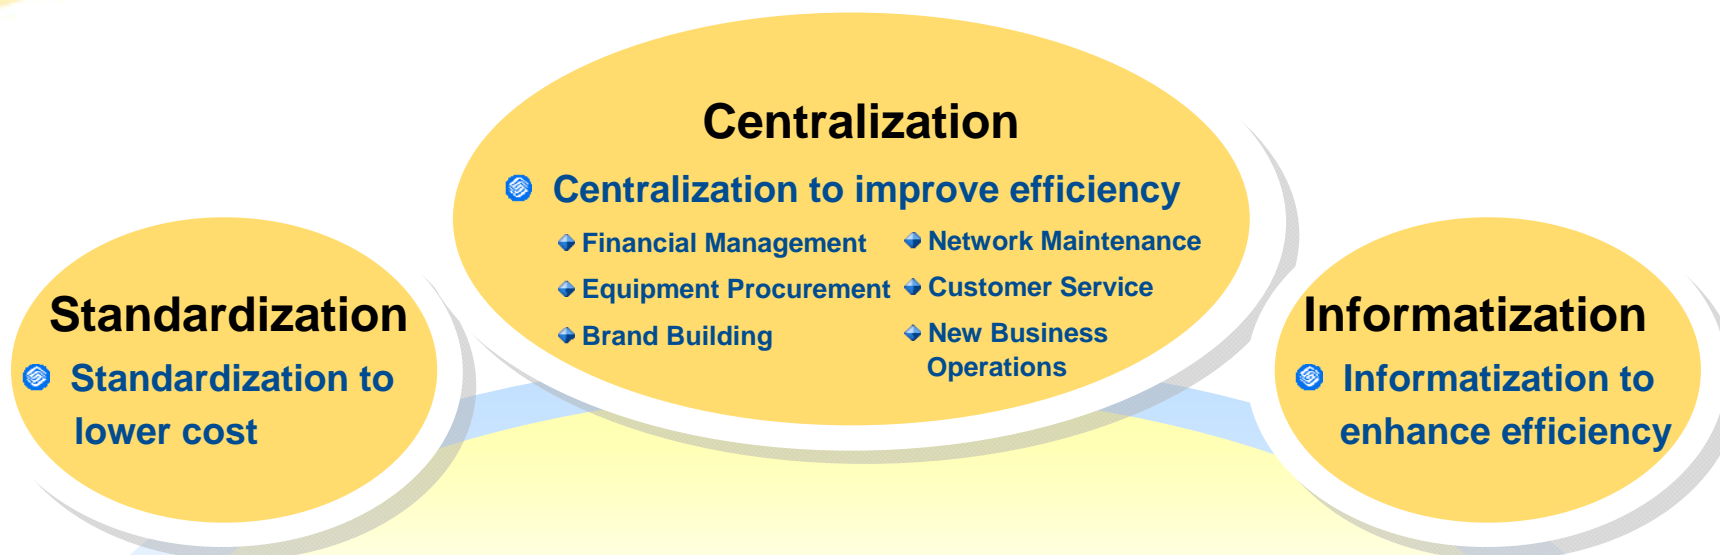 Centralization
Centralization to improve efficiency
Financial Management
Network Maintenance
Equipment Procurement
Customer Service
Brand Building
New Business
Operations
Standardization
Standardization to
lower cost
Informatization
Informatization to
enhance efficiency